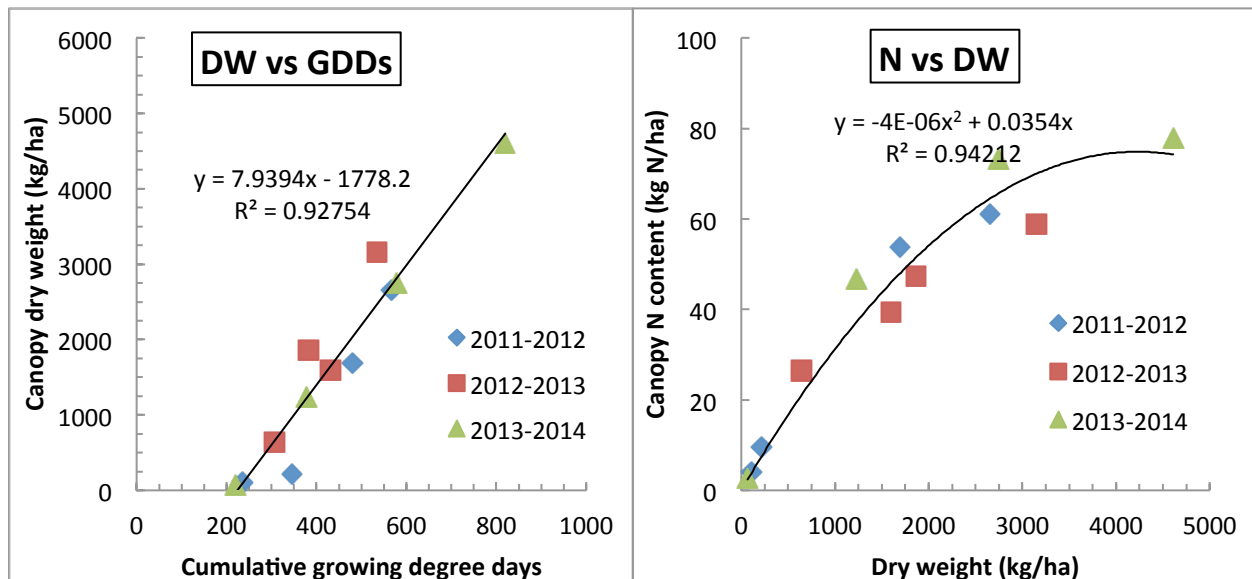 DW vs GDDs
y = 7.9394x - 1778.2
R² = 0.92754
Canopy dry weight (kg/ha)
6000
5000
4000
3000
2000
1000
0
0 200 400 600 800 1000
Cumulative growing degree days
2011-2012
2012-2013
2013-2014
N vs DW
y = -4E-06x² + 0.0354x
R² = 0.94212
Canopy N content (kg N/ha)
100
80
60
40
20
0
0 1000 2000 3000 4000 5000
Dry weight (kg/ha)
2011-2012
2012-2013
2013-2014